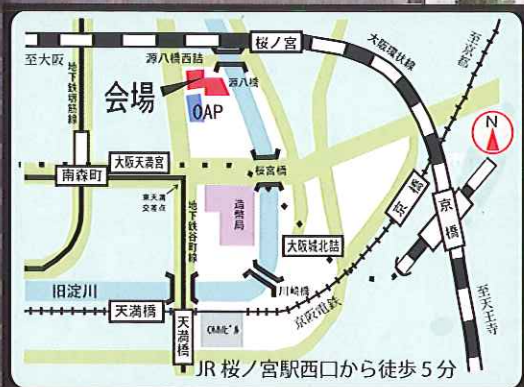 至大阪
源八橋西詰
桜ノ宮
大阪環状線
至京都
地下鉄堺筋線
会場
源八橋
OAP
N
大阪天満宮
南森町
東天満
交差点
桜宮橋
京橋
京橋
造幣局
地下鉄谷町線
大阪城北詰
旧淀川
川崎橋
天満橋
京阪電鉄
至天王寺
天満橋
JR 桜ノ宮駅西口から徒歩5分